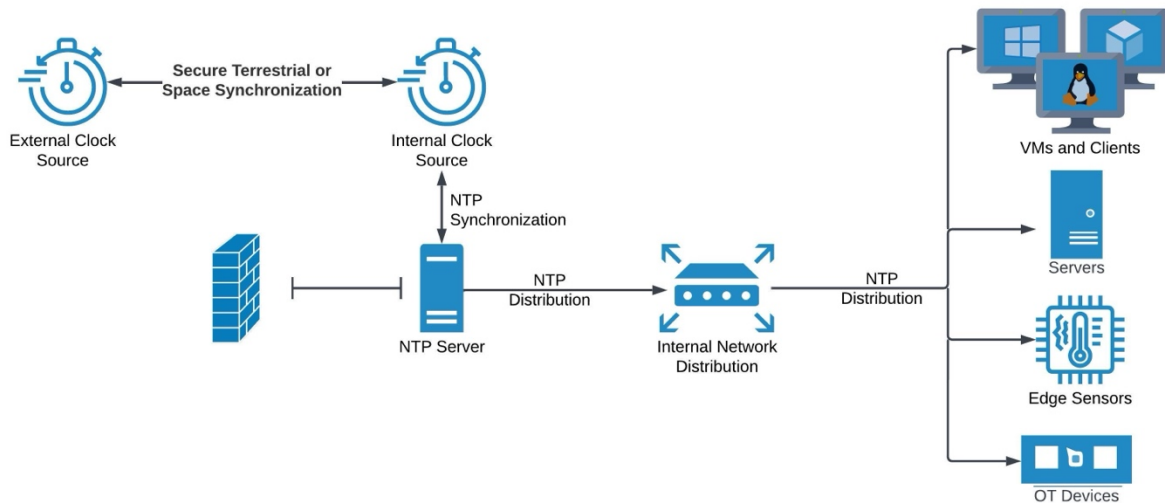 Secure Terrestrial or
Space Synchronization
External Clock
Source
Internal Clock
Source
VMs and Clients
NTP
Synchronization
NTP
Distribution
NTP
Distribution
Servers
NTP Server
Internal Network
Distribution
Edge Sensors
OT Devices